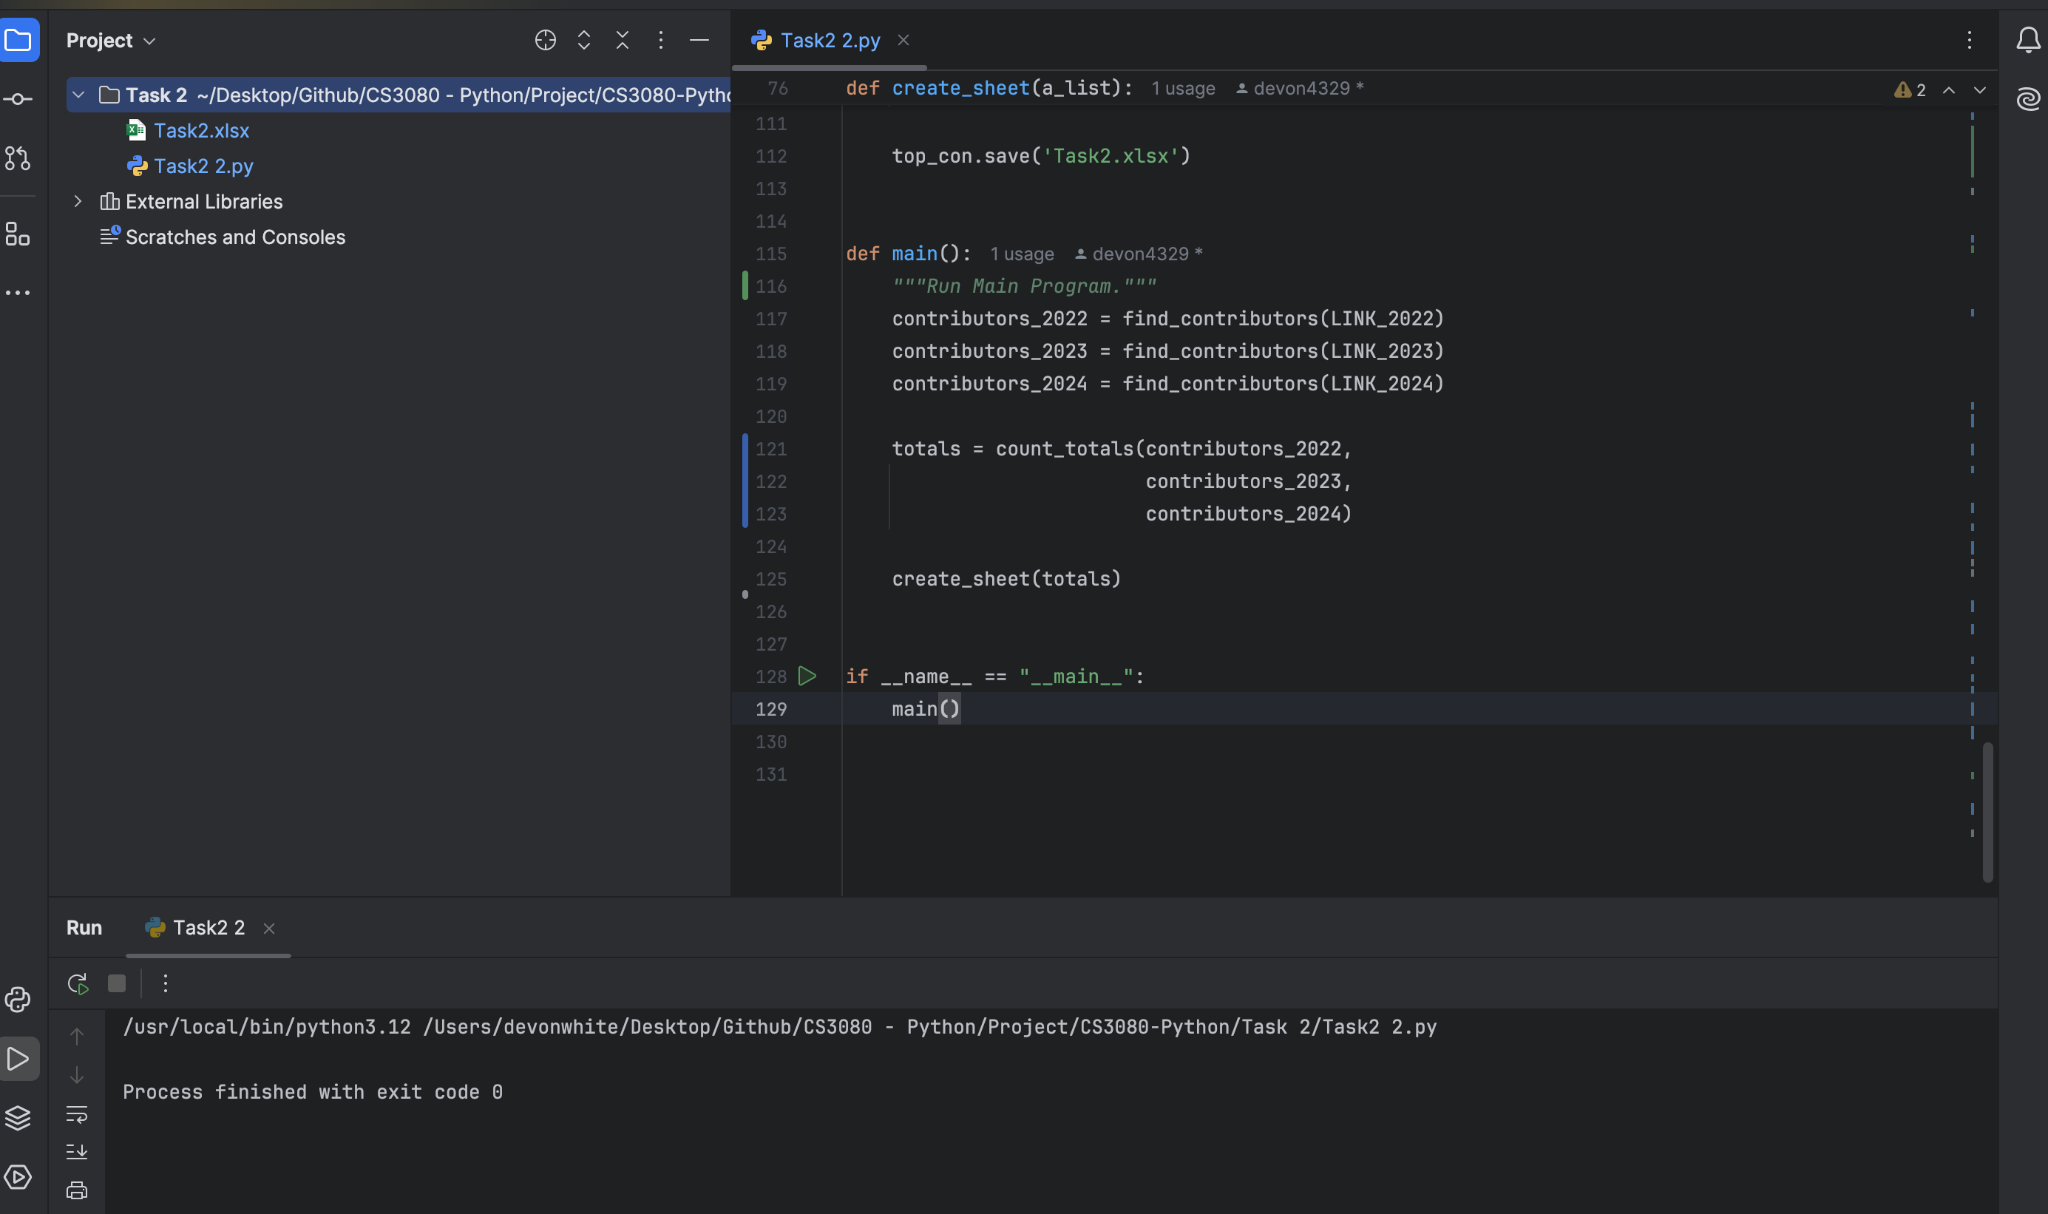 Project
Task 2 ~/Desktop/Github/CS3080 - Python/Project/CS3080-Pytho
Task2.xlsx
Task2 2.py
External Libraries
Scratches and Consoles
Task2 2.py
76 def create_sheet(a_list): 1 usage devon4329 *
2
111
112 top_con.save('Task2.xlsx')
113
114
115 def main(): 1 usage devon4329 *
116 """Run Main Program."""
117 contributors_2022 = find_contributors(LINK_2022)
118 contributors_2023 = find_contributors(LINK_2023)
119 contributors_2024 = find_contributors(LINK_2024)
120
121 totals = count_totals(contributors_2022,
122 contributors_2023,
123 contributors_2024)
124
125 create_sheet(totals)
126
127
128 if __name__ == "__main__":
129 main()
130
131
Run Task2 2
/usr/local/bin/python3.12 /Users/devonwhite/Desktop/Github/CS3080 - Python/Project/CS3080-Python/Task 2/Task2 2.py
Process finished with exit code 0